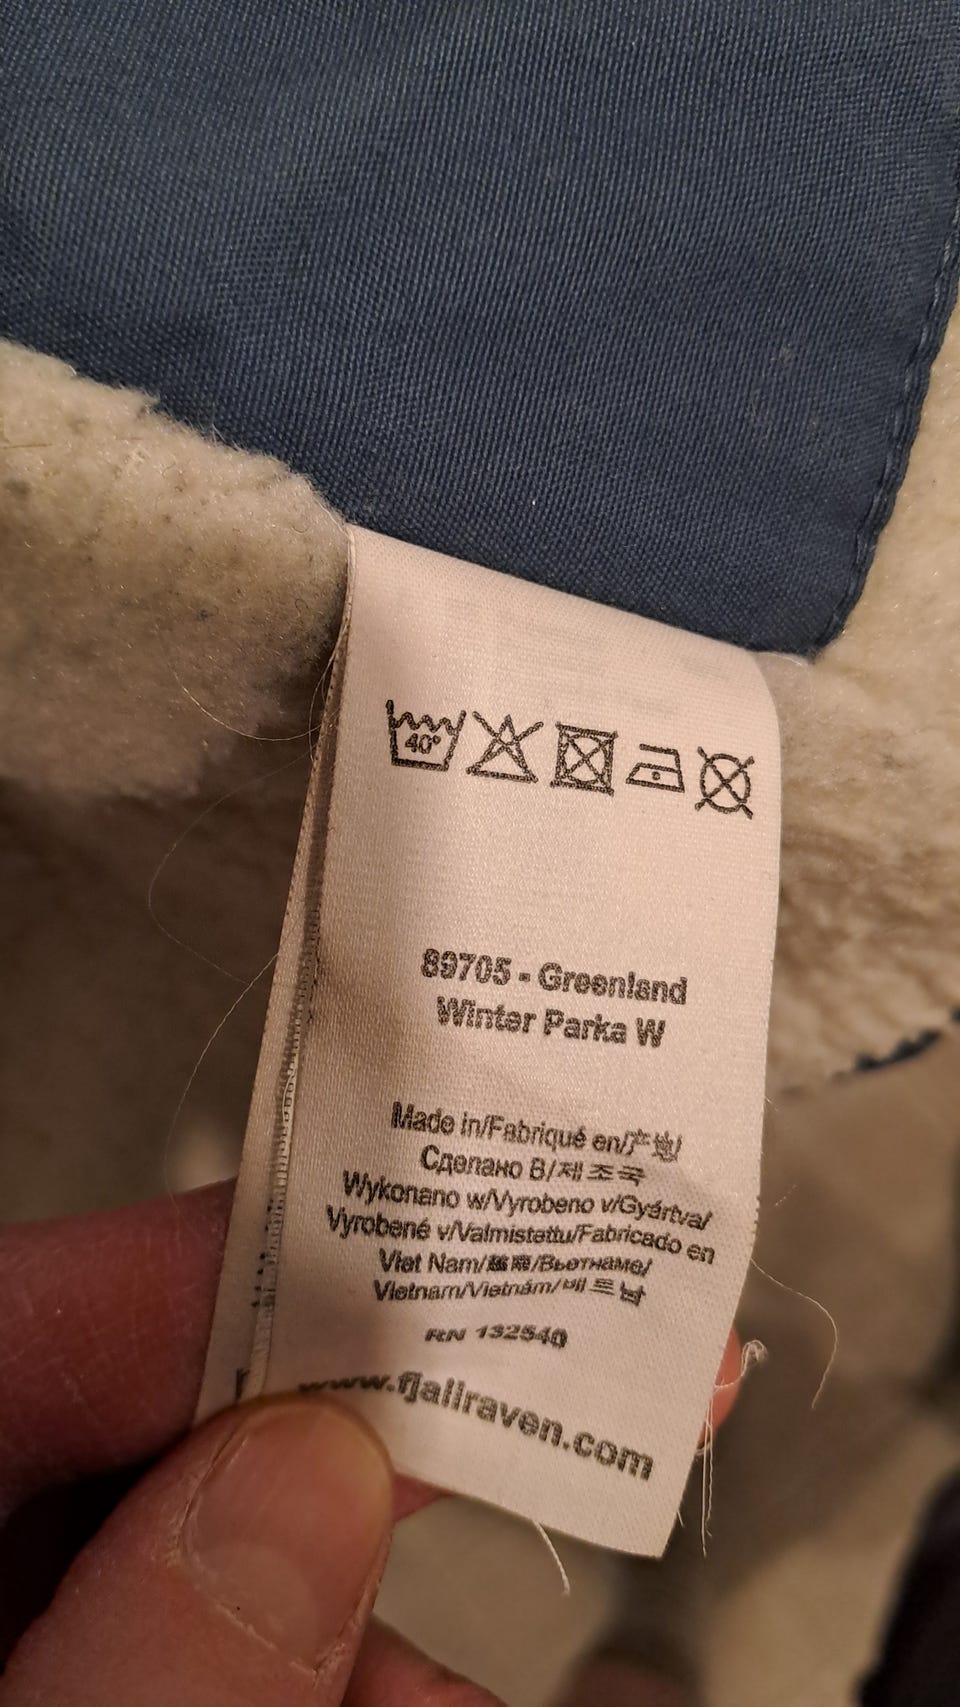 40°
89705 - Greenland
Winter Parka W
Made in/Fabriqué en/产地/
Сделано В/제조국
Wykonano w/Vyrobeno v/Gyártva/
Vyrobené v/Valmistettu/Fabricado en
Viet Nam/越南/Вьетнаме/
Vietnam/Vietnám/베트남
RN 132540
www.fjallraven.com